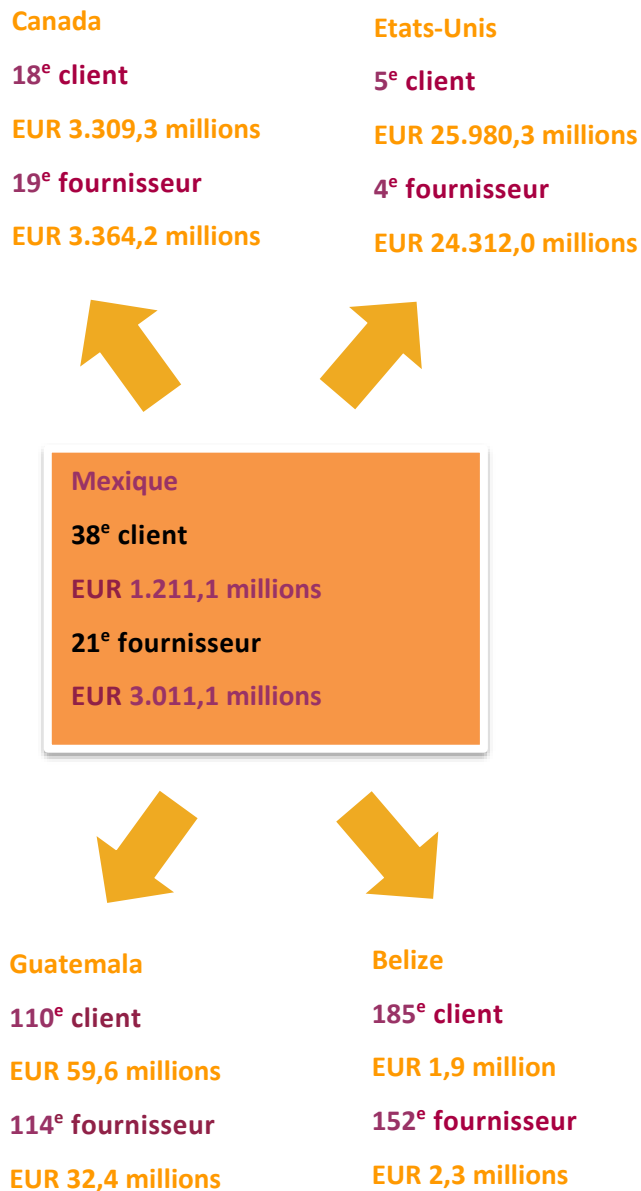 Canada
18e client
EUR 3.309,3 millions
19e fournisseur
EUR 3.364,2 millions
Etats-Unis
5e client
EUR 25.980,3 millions
4e fournisseur
EUR 24.312,0 millions
Mexique
38e client
EUR 1.211,1 millions
21e fournisseur
EUR 3.011,1 millions
Guatemala
110e client
EUR 59,6 millions
114e fournisseur
EUR 32,4 millions
Belize
185e client
EUR 1,9 million
152e fournisseur
EUR 2,3 millions